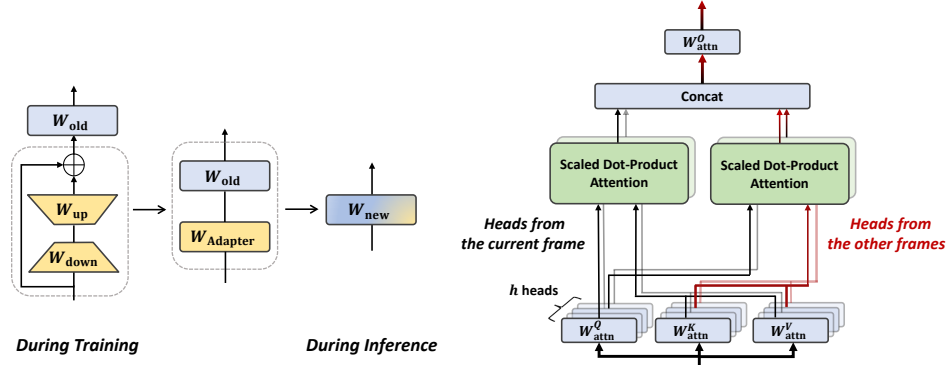 W_old
W_up
W_down
During Training
W_old
W_Adapter
W_new
During Inference
W^O_attn
Concat
Scaled Dot-Product
Attention
Scaled Dot-Product
Attention
Heads from
the current frame
Heads from
the other frames
h heads
W^Q_attn
W^K_attn
W^V_attn